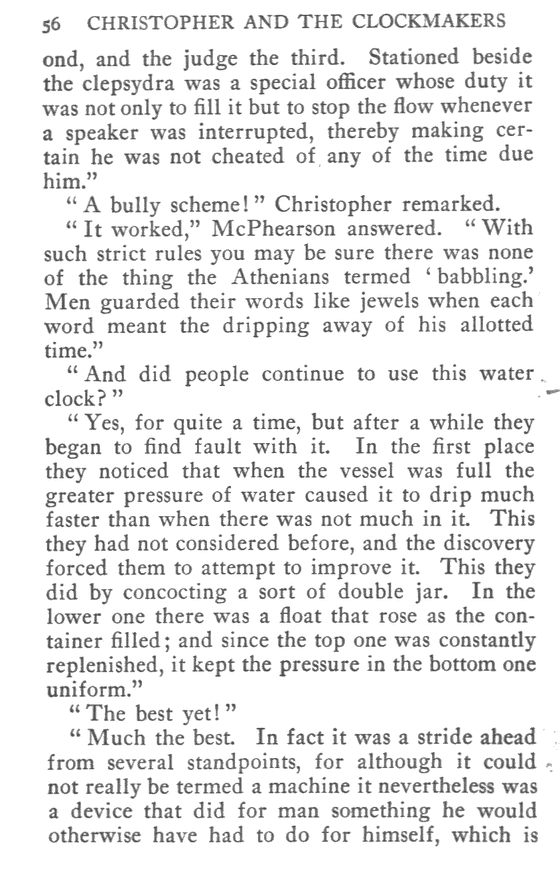 56 CHRISTOPHER AND THE CLOCKMAKERS
ond, and the judge the third. Stationed beside
the clepsydra was a special officer whose duty it
was not only to fill it but to stop the flow whenever
a speaker was interrupted, thereby making cer-
tain he was not cheated of any of the time due
him.”
“ A bully scheme! ” Christopher remarked.
“ It worked,” McPhearson answered. “ With
such strict rules you may be sure there was none
of the thing the Athenians termed ‘ babbling.’
Men guarded their words like jewels when each
word meant the dripping away of his allotted
time.”
“ And did people continue to use this water
clock? ”
“ Yes, for quite a time, but after a while they
began to find fault with it. In the first place
they noticed that when the vessel was full the
greater pressure of water caused it to drip much
faster than when there was not much in it. This
they had not considered before, and the discovery
forced them to attempt to improve it. This they
did by concocting a sort of double jar. In the
lower one there was a float that rose as the con-
tainer filled; and since the top one was constantly
replenished, it kept the pressure in the bottom one
uniform.”
“ The best yet! ”
“ Much the best. In fact it was a stride ahead
from several standpoints, for although it could
not really be termed a machine it nevertheless was
a device that did for man something he would
otherwise have had to do for himself, which is